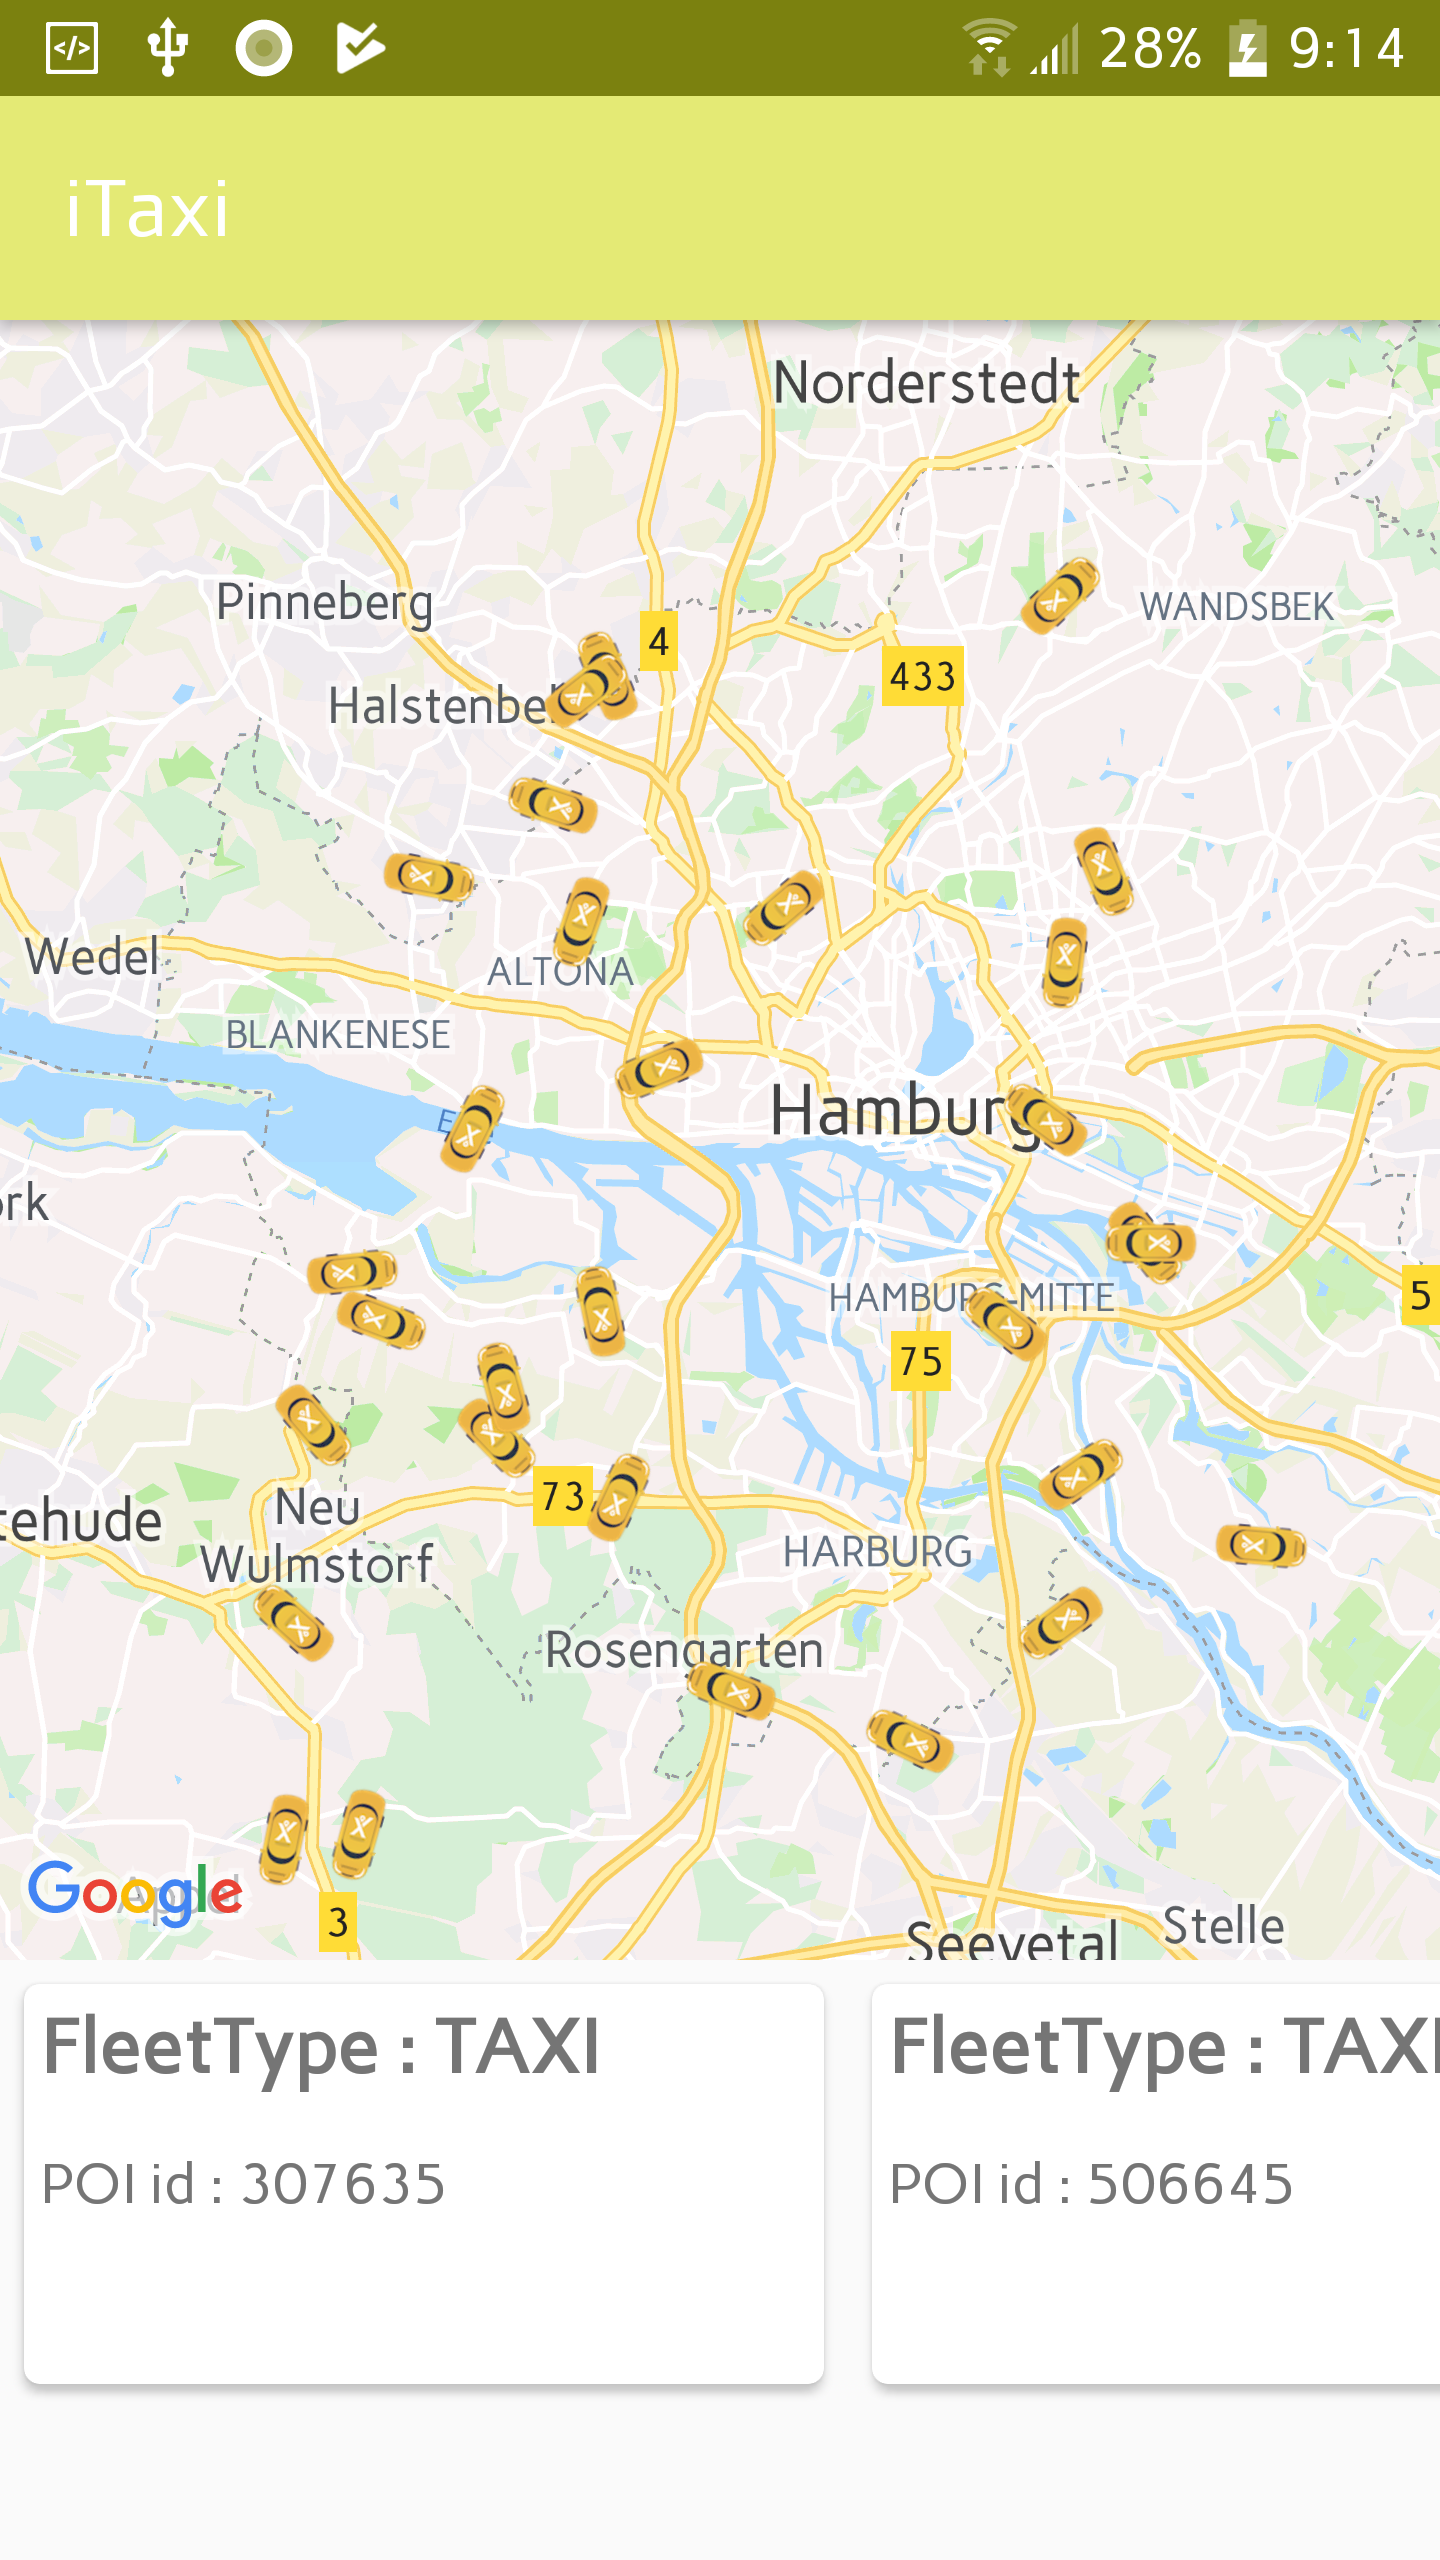 28% 9:14
iTaxi
Norderstedt
Pinneberg
WANDSBEK
4
433
Halstenbe
Wedel
ALTONA
BLANKENESE
Hamburg
ork
HAMBURG-MITTE
5
75
73
Neu
Wulmstorf
tehude
HARBURG
Rosengarten
Google
3
Seevetal
Stelle
FleetType : TAXI
POI id : 307635
FleetType : TAXI
POI id : 506645